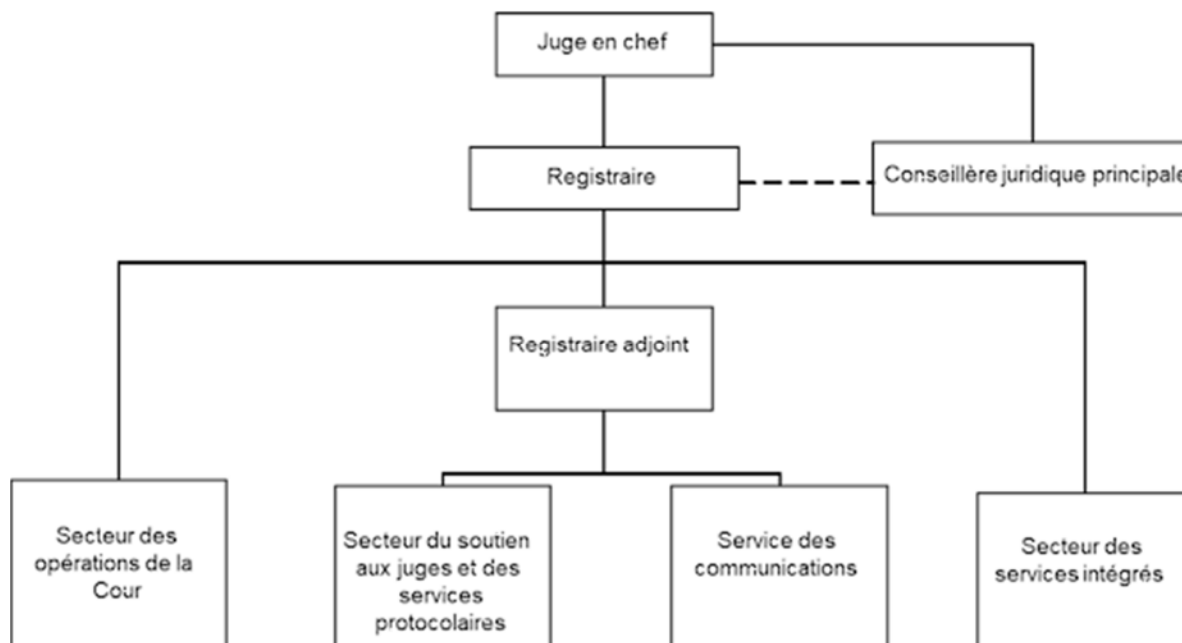 Juge en chef
Registraire
Conseillère juridique principale
Registraire adjoint
Secteur des
opérations de la
Cour
Secteur du soutien
aux juges et des
services
protocolaires
Service des
communications
Secteur des
services intégrés